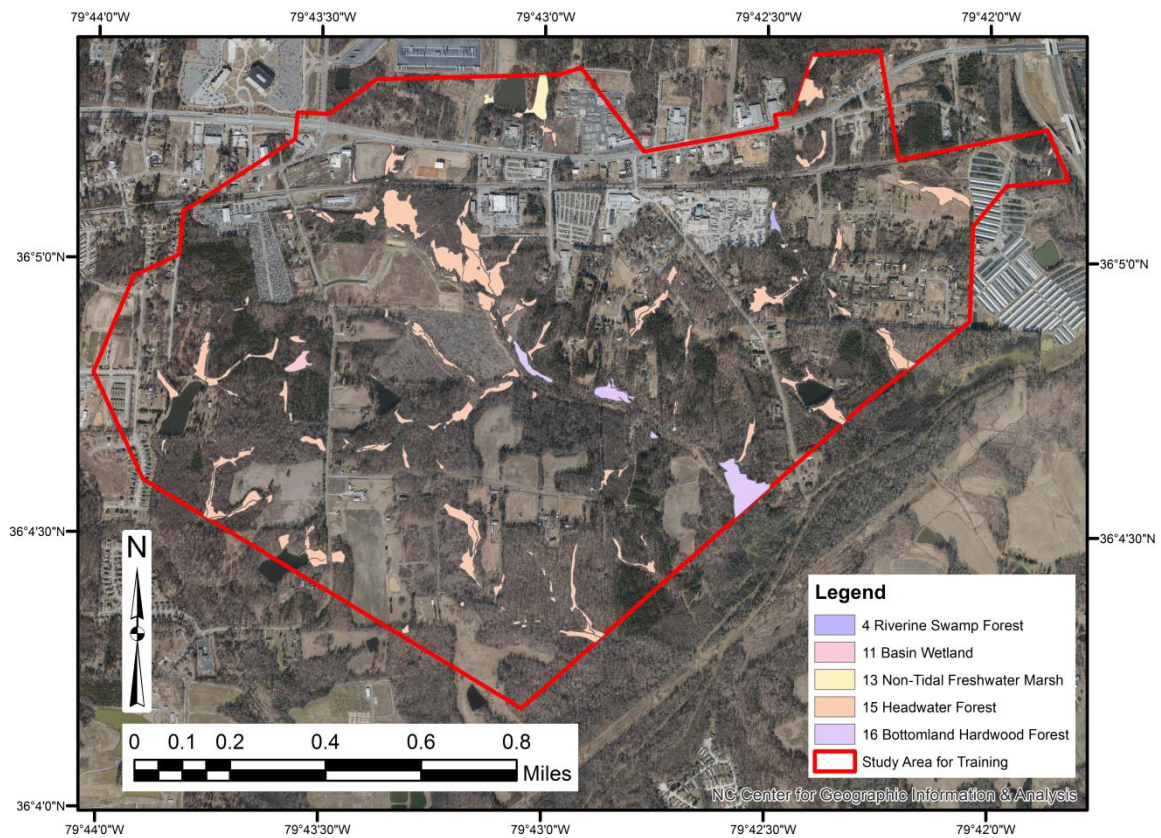 79°44'0"W 79°43'30"W 79°43'0"W 79°42'30"W 79°42'0"W
36°5'0"N 36°5'0"N
36°4'30"N 36°4'30"N
N
Legend
4 Riverine Swamp Forest
11 Basin Wetland
13 Non-Tidal Freshwater Marsh
15 Headwater Forest
16 Bottomland Hardwood Forest
Study Area for Training
0 0.1 0.2 0.4 0.6 0.8
Miles
NC Center for Geographic Information & Analysis
36°4'0"N
79°44'0"W 79°43'30"W 79°43'0"W 79°42'30"W 79°42'0"W